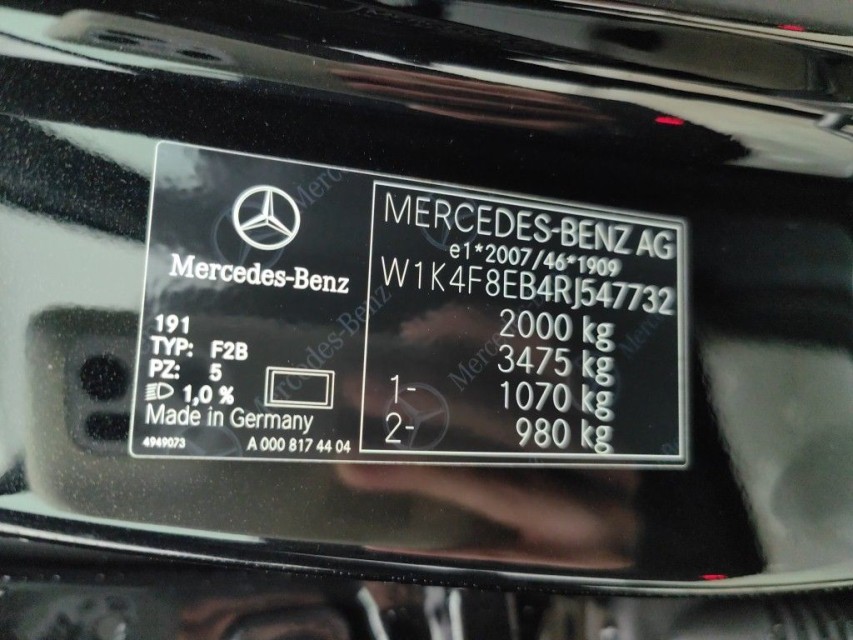 Mercedes-Benz
191
TYP: F2B
PZ: 5
1,0 %
Made in Germany
4949073
A 000 817 44 04
MERCEDES-BENZ AG
e1*2007/46*1909
W1K4F8EB4RJ547732
2000 kg
3475 kg
1- 1070 kg
2- 980 kg